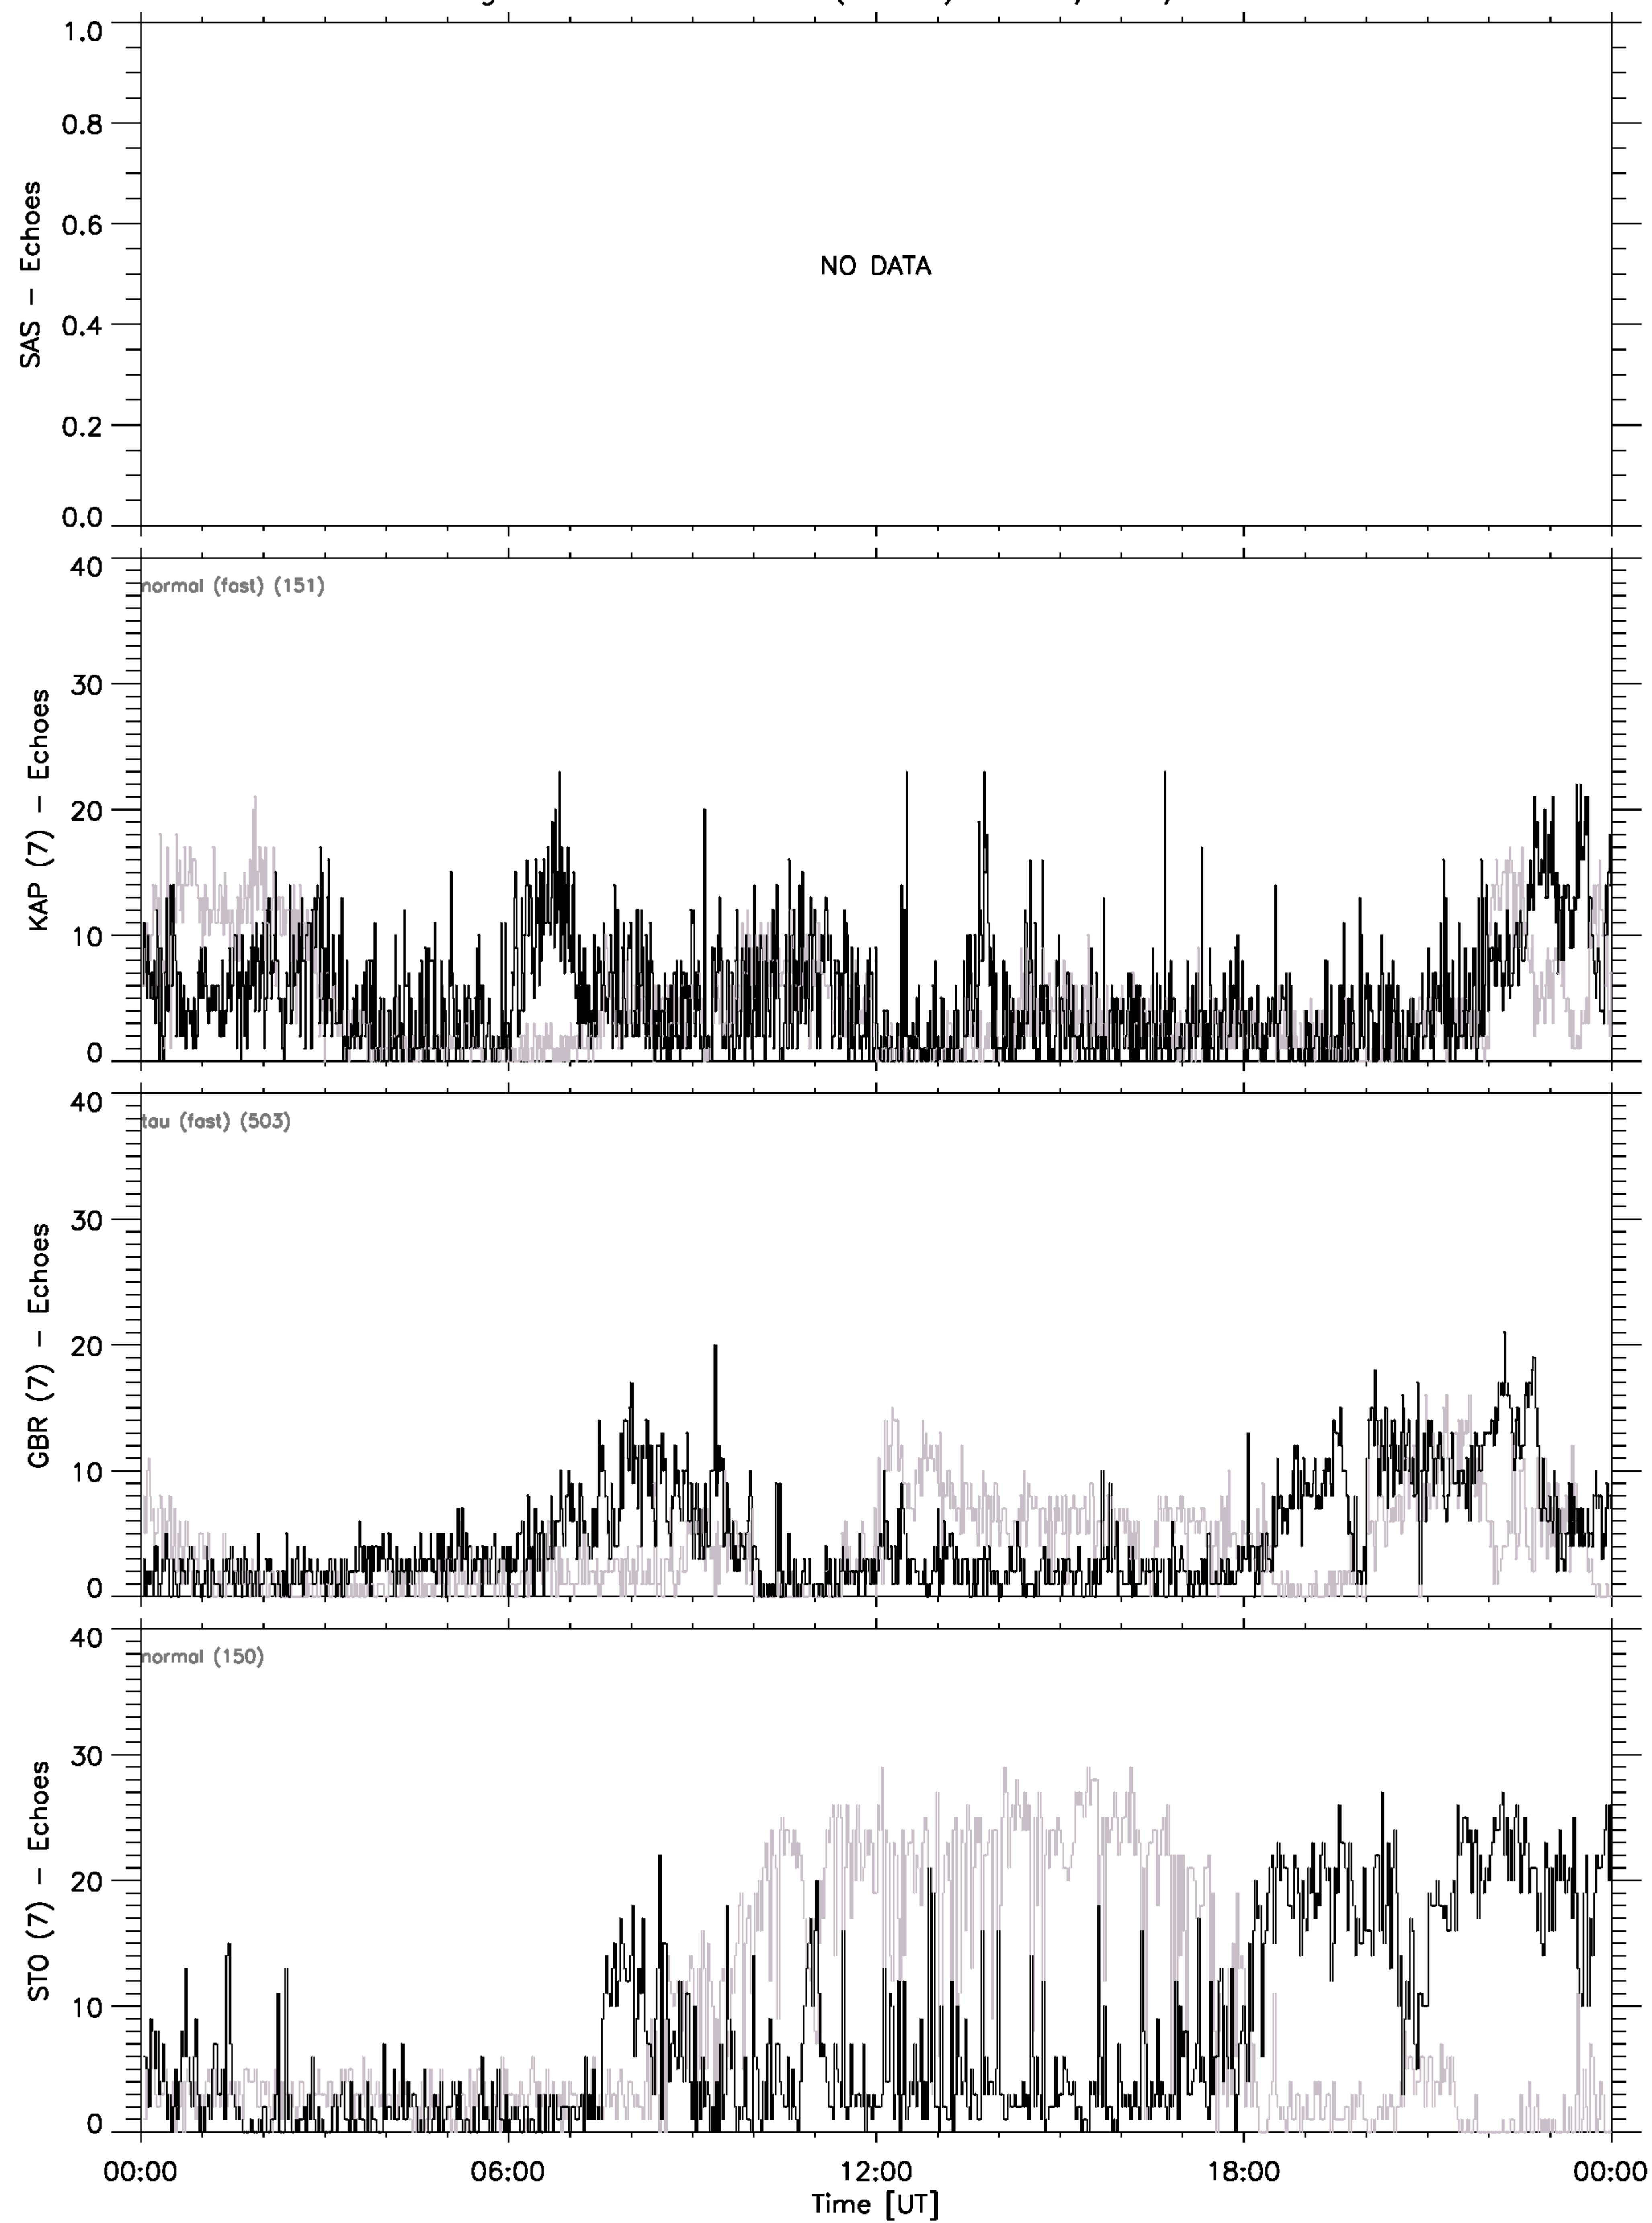 1.0
0.8
0.6
0.4
0.2
0.0
SAS – Echoes
NO DATA
40
30
20
10
0
KAP (7) – Echoes
normal (fast) (151)
40
30
20
10
0
GBR (7) – Echoes
tau (fast) (503)
40
30
20
10
0
STO (7) – Echoes
normal (150)
00:00 06:00 12:00 18:00 00:00
Time [UT]